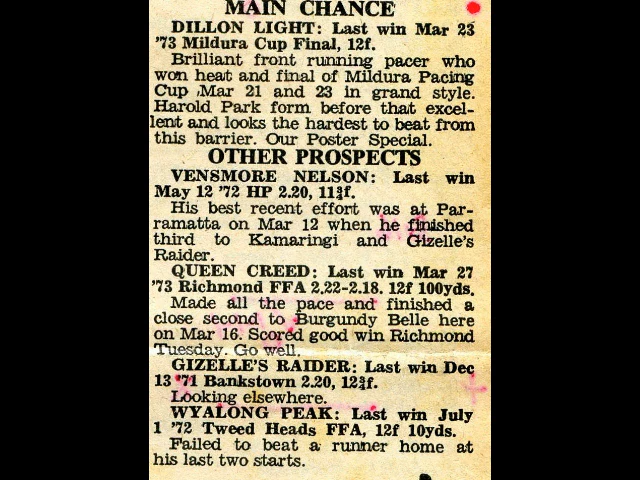 MAIN CHANCE
DILLON LIGHT: Last win Mar 23
'73 Mildura Cup Final, 12f.
Brilliant front running pacer who
won heat and final of Mildura Pacing
Cup Mar 21 and 23 in grand style.
Harold Park form before that excel-
lent and looks the hardest to beat from
this barrier. Our Poster Special.
OTHER PROSPECTS
VENSMORE NELSON: Last win
May 12 '72 HP 2.20, 11¾f.
His best recent effort was at Par-
ramatta on Mar 12 when he finished
third to Kamaringi and Gizelle's
Raider.
QUEEN CREED: Last win Mar 27
'73 Richmond FFA 2.22-2.18. 12f 100yds.
Made all the pace and finished a
close second to Burgundy Belle here
on Mar 16. Scored good win Richmond
Tuesday. Go well.
GIZELLE'S RAIDER: Last win Dec
13 '71 Bankstown 2.20, 12¾f.
Looking elsewhere.
WYALONG PEAK: Last win July
1 '72 Tweed Heads FFA, 12f 10yds.
Failed to beat a runner home at
his last two starts.